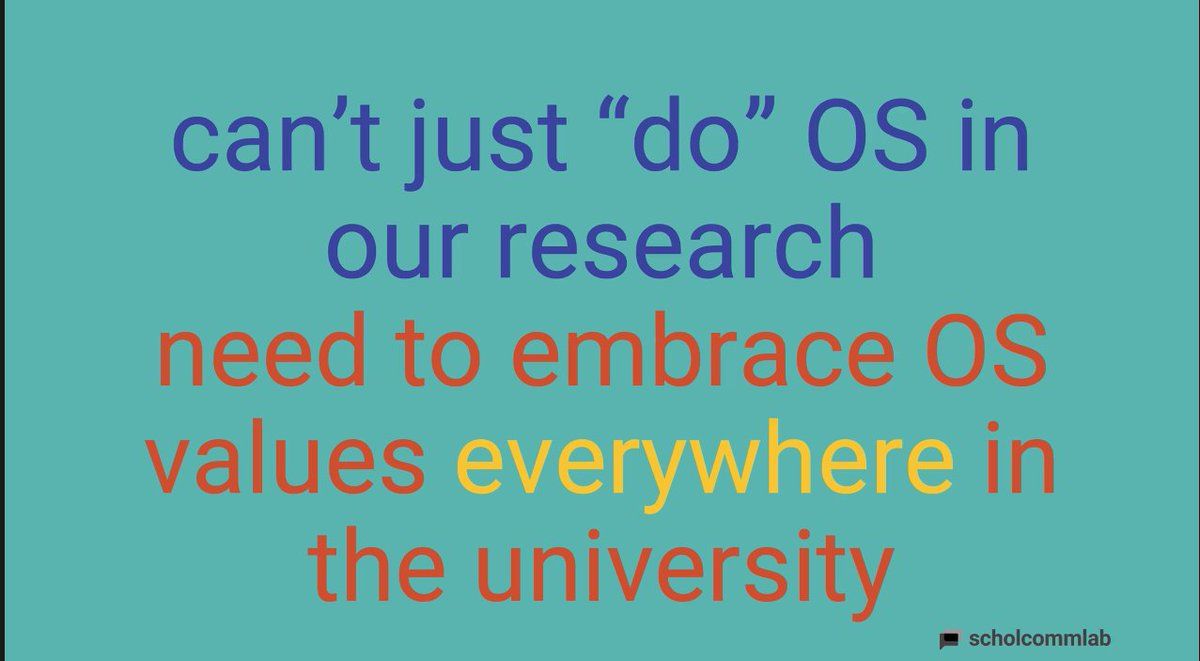 can’t just “do” OS in
our research
need to embrace OS
values everywhere in
the university
scholcommlab